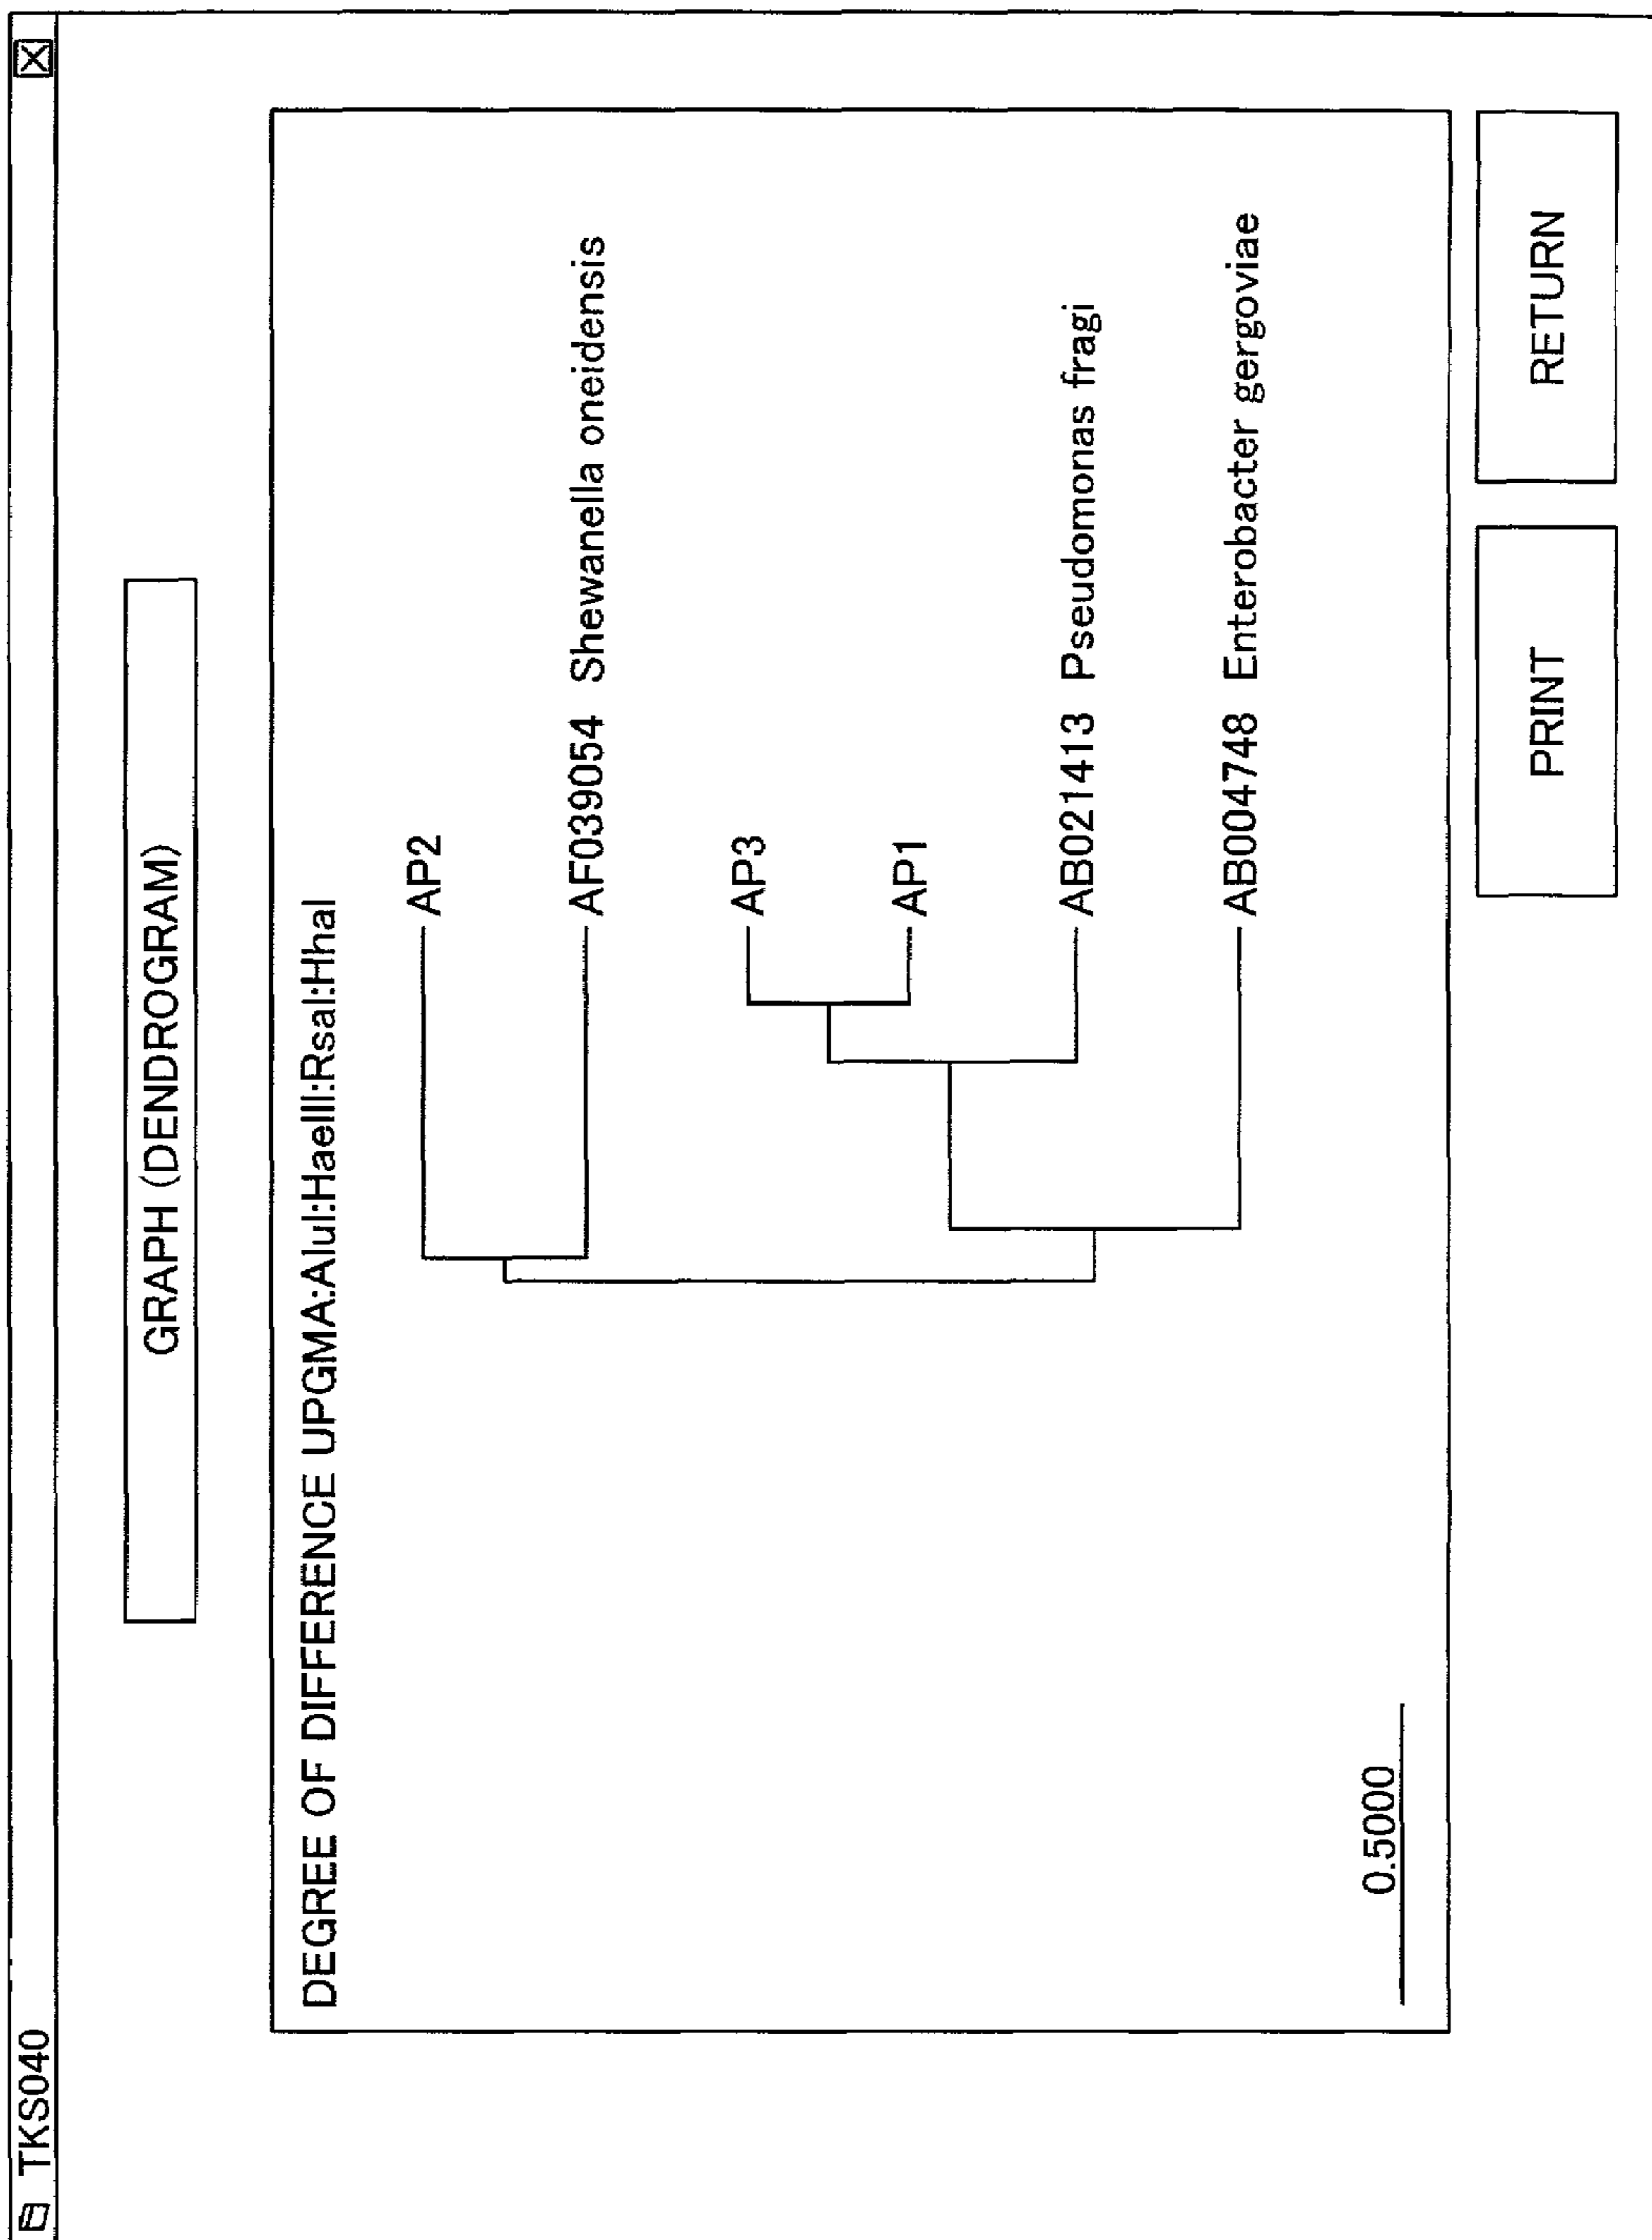 TKS040
GRAPH (DENDROGRAM)
DEGREE OF DIFFERENCE UPGMA:AluI:HaeIII:RsaI:HhaI
AP2
AF039054 Shewanella oneidensis
AP3
AP1
AB021413 Pseudomonas fragi
AB004748 Enterobacter gergoviae
0.5000
PRINT
RETURN